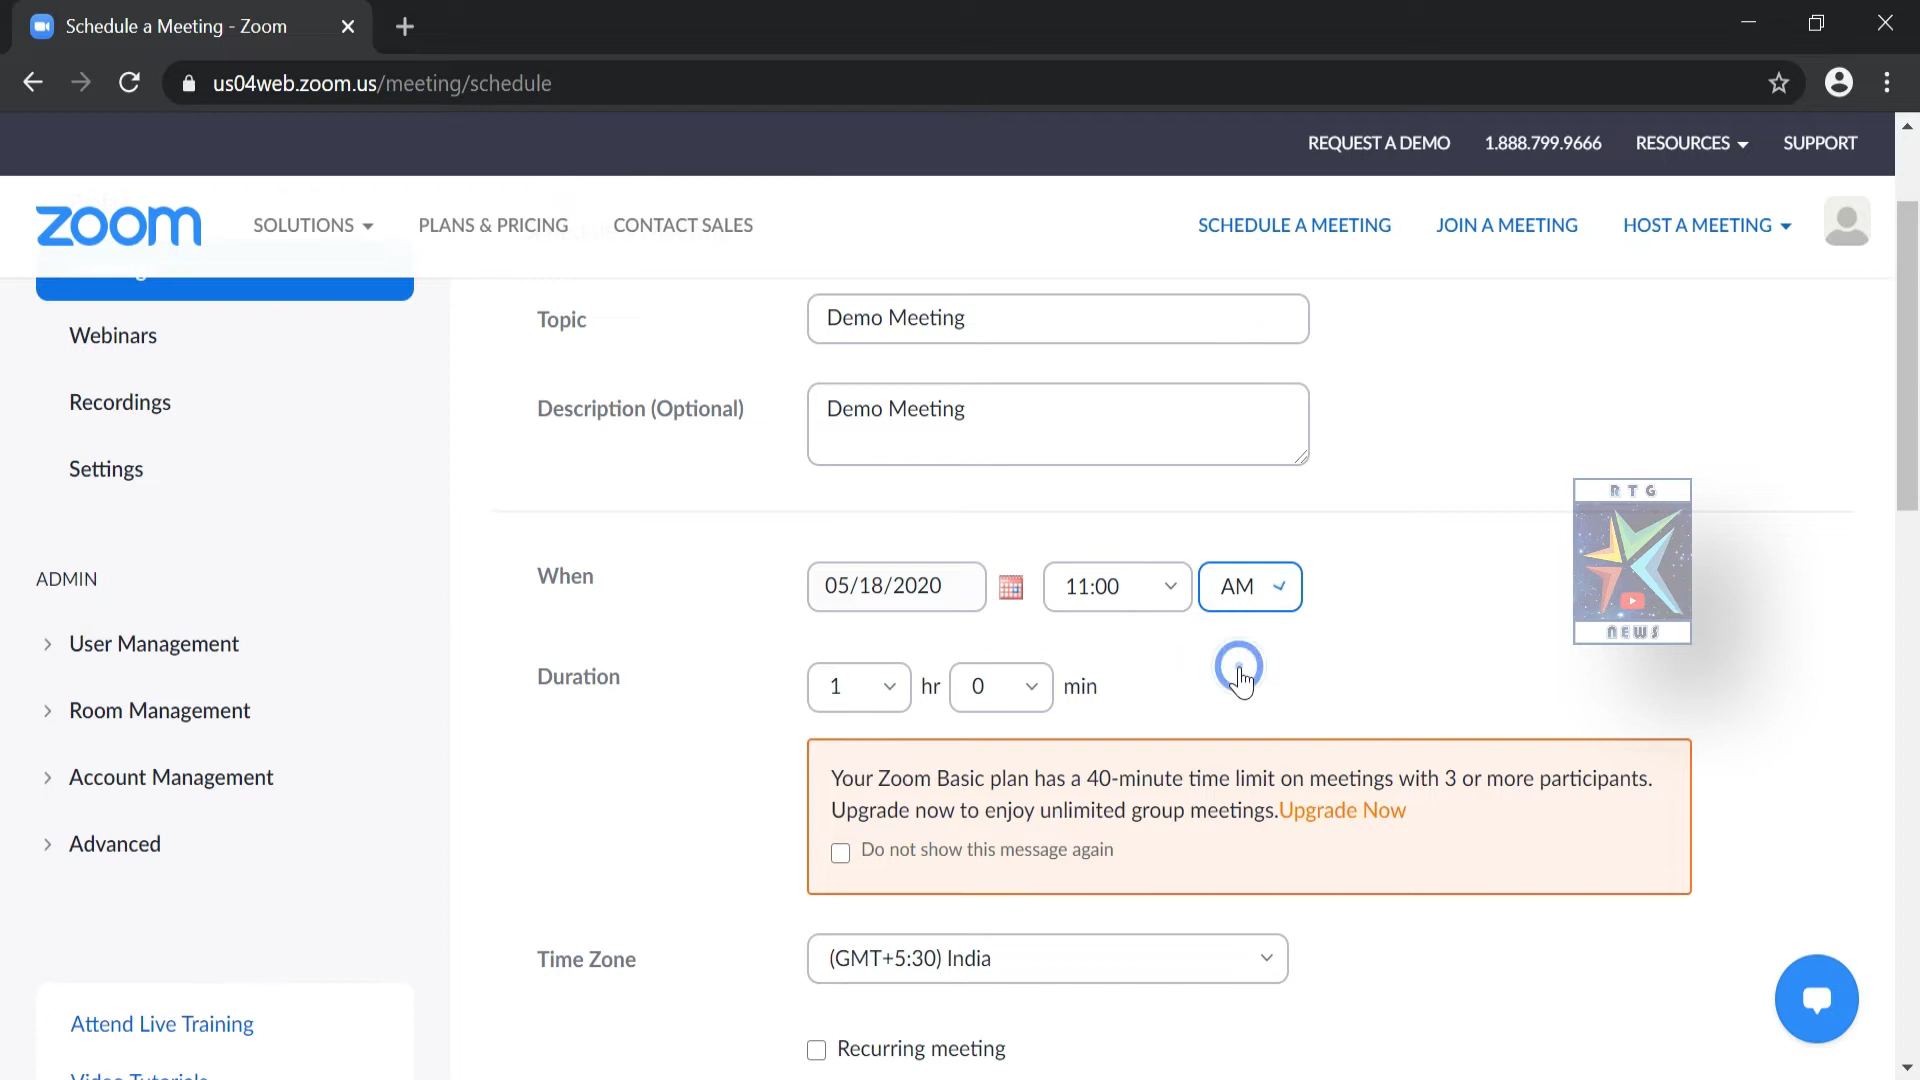 Schedule a Meeting - Zoom
us04web.zoom.us/meeting/schedule
REQUEST A DEMO 1.888.799.9666 RESOURCES SUPPORT
zoom SOLUTIONS PLANS & PRICING CONTACT SALES SCHEDULE A MEETING JOIN A MEETING HOST A MEETING
Webinars
Recordings
Settings
ADMIN
User Management
Room Management
Account Management
Advanced
Attend Live Training
Video Tutorials
Topic Demo Meeting
Description (Optional) Demo Meeting
When 05/18/2020 11:00 AM
Duration 1 hr 0 min
Your Zoom Basic plan has a 40-minute time limit on meetings with 3 or more participants.
Upgrade now to enjoy unlimited group meetings.Upgrade Now
Do not show this message again
Time Zone (GMT+5:30) India
Recurring meeting
RTG
NEWS